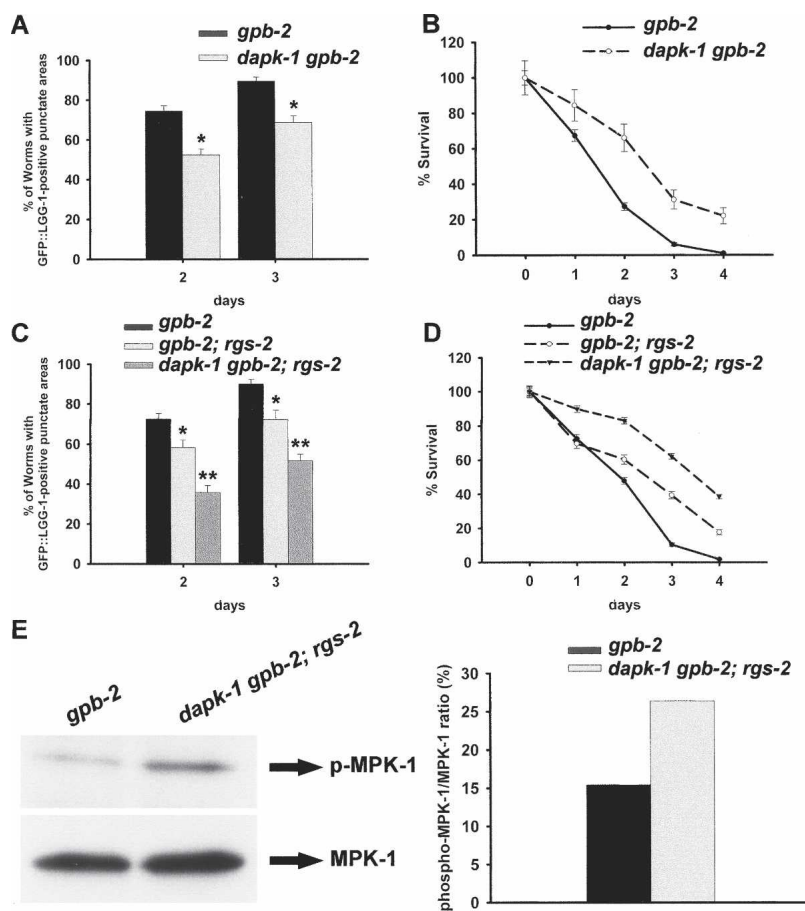 A
gpb-2
dapk-1 gpb-2
% of Worms with
GFP::LGG-1-positive punctate areas
100
80
60
40
20
0
*
*
2
3
days
B
gpb-2
dapk-1 gpb-2
% Survival
120
100
80
60
40
20
0
0 1 2 3 4
days
C
gpb-2
gpb-2; rgs-2
dapk-1 gpb-2; rgs-2
% of Worms with
GFP::LGG-1-positive punctate areas
100
80
60
40
20
0
*
**
*
**
2
3
days
D
gpb-2
gpb-2; rgs-2
dapk-1 gpb-2; rgs-2
% Survival
120
100
80
60
40
20
0
0 1 2 3 4
days
E
gpb-2
dapk-1 gpb-2; rgs-2
p-MPK-1
MPK-1
gpb-2
dapk-1 gpb-2; rgs-2
phospho-MPK-1/MPK-1 ratio (%)
30
25
20
15
10
5
0